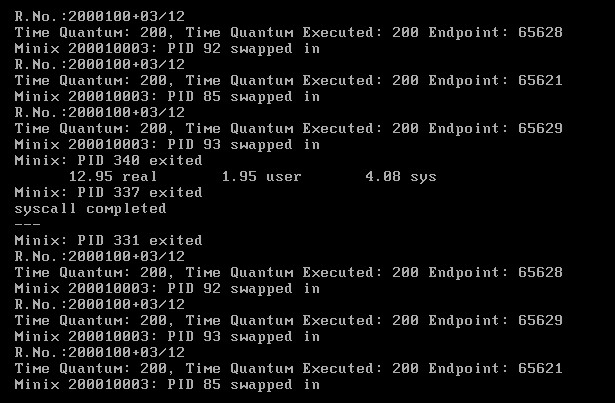 R.No.:2000100+03/12
Time Quantum: 200, Time Quantum Executed: 200 Endpoint: 65628
Minix 200010003: PID 92 swapped in
R.No.:2000100+03/12
Time Quantum: 200, Time Quantum Executed: 200 Endpoint: 65621
Minix 200010003: PID 85 swapped in
R.No.:2000100+03/12
Time Quantum: 200, Time Quantum Executed: 200 Endpoint: 65629
Minix 200010003: PID 93 swapped in
Minix: PID 340 exited
      12.95 real       1.95 user       4.08 sys
Minix: PID 337 exited
syscall completed
---
Minix: PID 331 exited
R.No.:2000100+03/12
Time Quantum: 200, Time Quantum Executed: 200 Endpoint: 65628
Minix 200010003: PID 92 swapped in
R.No.:2000100+03/12
Time Quantum: 200, Time Quantum Executed: 200 Endpoint: 65629
Minix 200010003: PID 93 swapped in
R.No.:2000100+03/12
Time Quantum: 200, Time Quantum Executed: 200 Endpoint: 65621
Minix 200010003: PID 85 swapped in